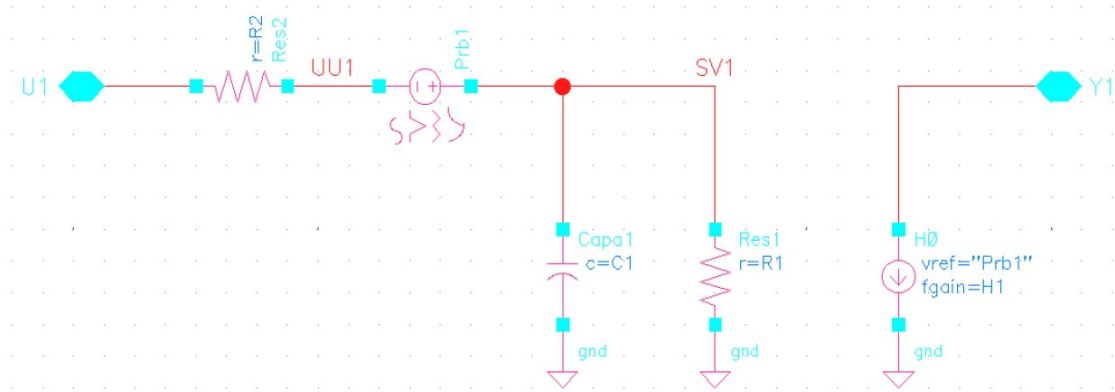 U1
r=R2
Res2
UU1
Prb1
SV1
Y1
Capa1
c=C1
gnd
Res1
r=R1
gnd
H0
vref="Prb1"
fgain=H1
gnd